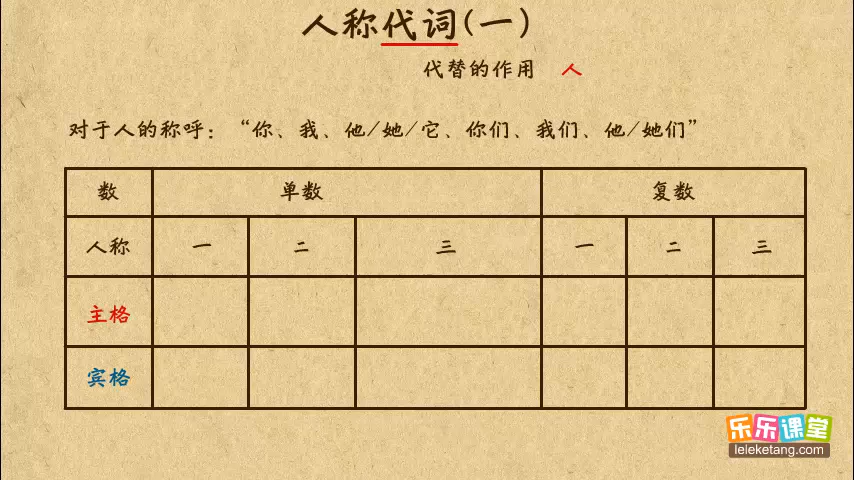 人称代词(一)
代替的作用 人
对于人的称呼：“你、我、他/她/它、你们、我们、他/她们”
数 单数 复数
人称 一 二 三 一 二 三
主格
宾格
乐乐课堂
leleketang.com